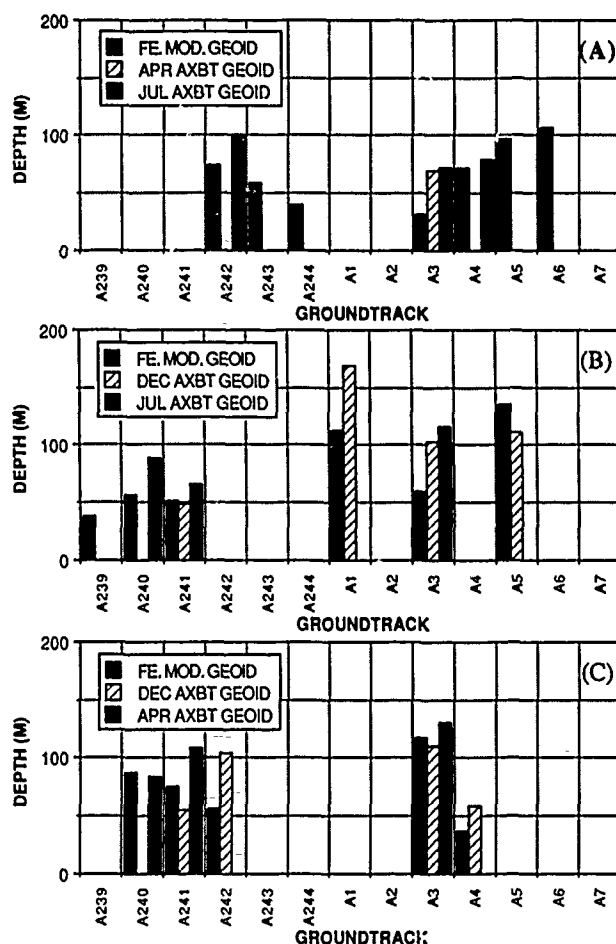 200
(A)
FE. MOD. GEOID
APR AXBT GEOID
JUL AXBT GEOID
DEPTH (M)
100
0
A239
A240
A241
A242
A243
A244
A1
A2
A3
A4
A5
A6
A7
GROUNDTRACK
200
(B)
FE. MOD. GEOID
DEC AXBT GEOID
JUL AXBT GEOID
DEPTH (M)
100
0
A239
A240
A241
A242
A243
A244
A1
A2
A3
A4
A5
A6
A7
GROUNDTRACK
200
(C)
FE. MOD. GEOID
DEC AXBT GEOID
APR AXBT GEOID
DEPTH (M)
100
0
A239
A240
A241
A242
A243
A244
A1
A2
A3
A4
A5
A6
A7
GROUNDTRACK